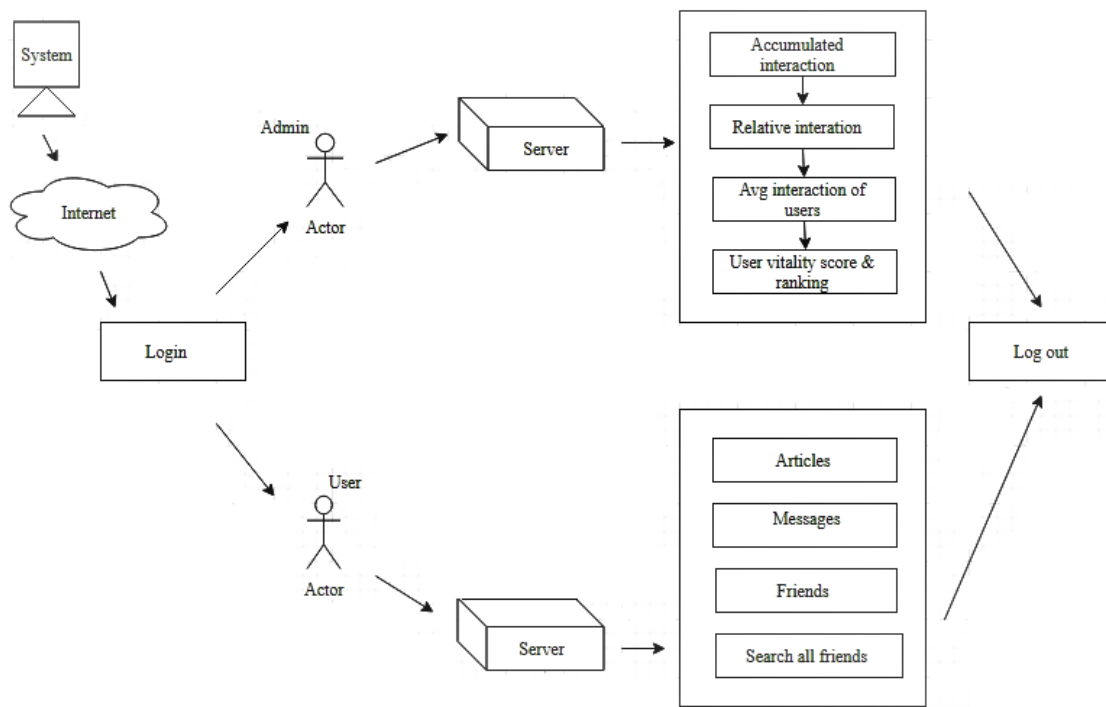 System
Internet
Login
Admin
Actor
Server
Accumulated
interaction
Relative interation
Avg interaction of
users
User vitality score &
ranking
User
Actor
Server
Articles
Messages
Friends
Search all friends
Log out